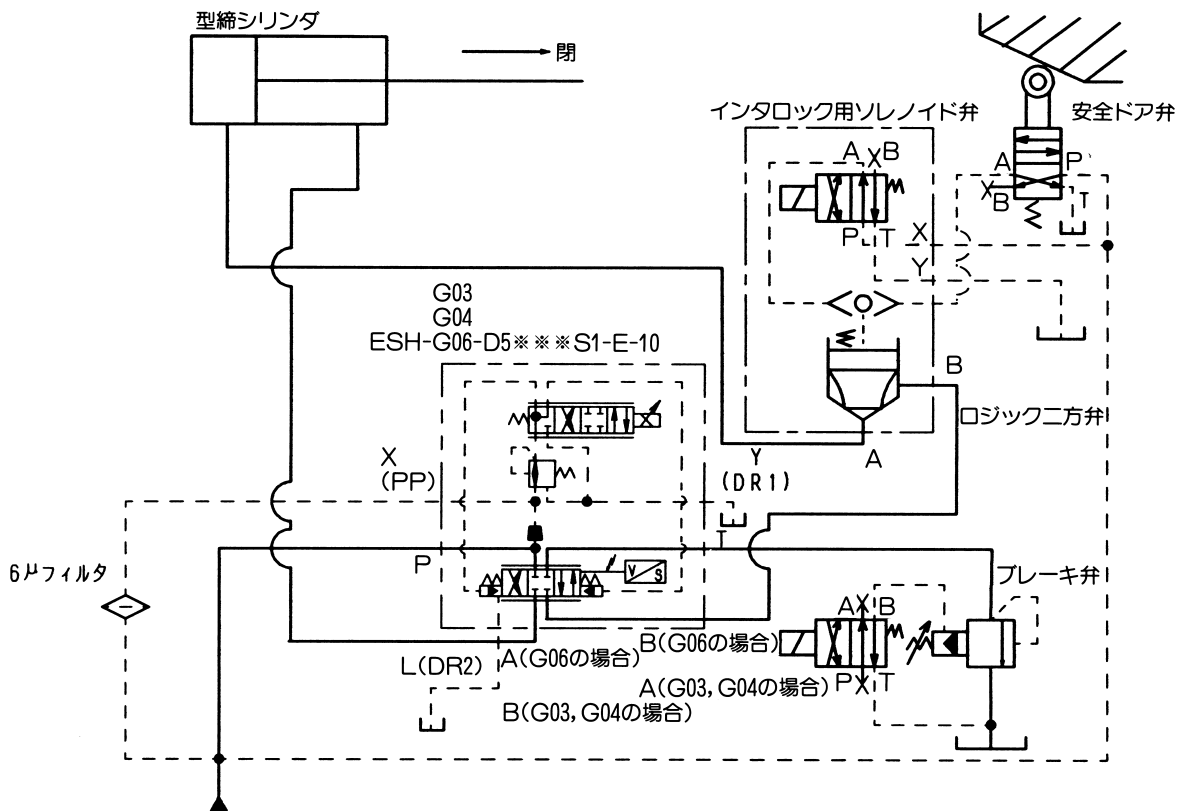 型締シリンダ
閉
インタロック用ソレノイド弁
安全ドア弁
A
B
A
P
B
T
P
T
X
Y
G03
G04
ESH-G06-D5※※※S1-E-10
B
ロジック二方弁
A
X
(PP)
Y
(DR1)
T
P
6μフィルタ
V
S
ブレーキ弁
A
B
L(DR2)
A(G06の場合)
B(G06の場合)
A(G03,G04の場合)
P
T
B(G03,G04の場合)